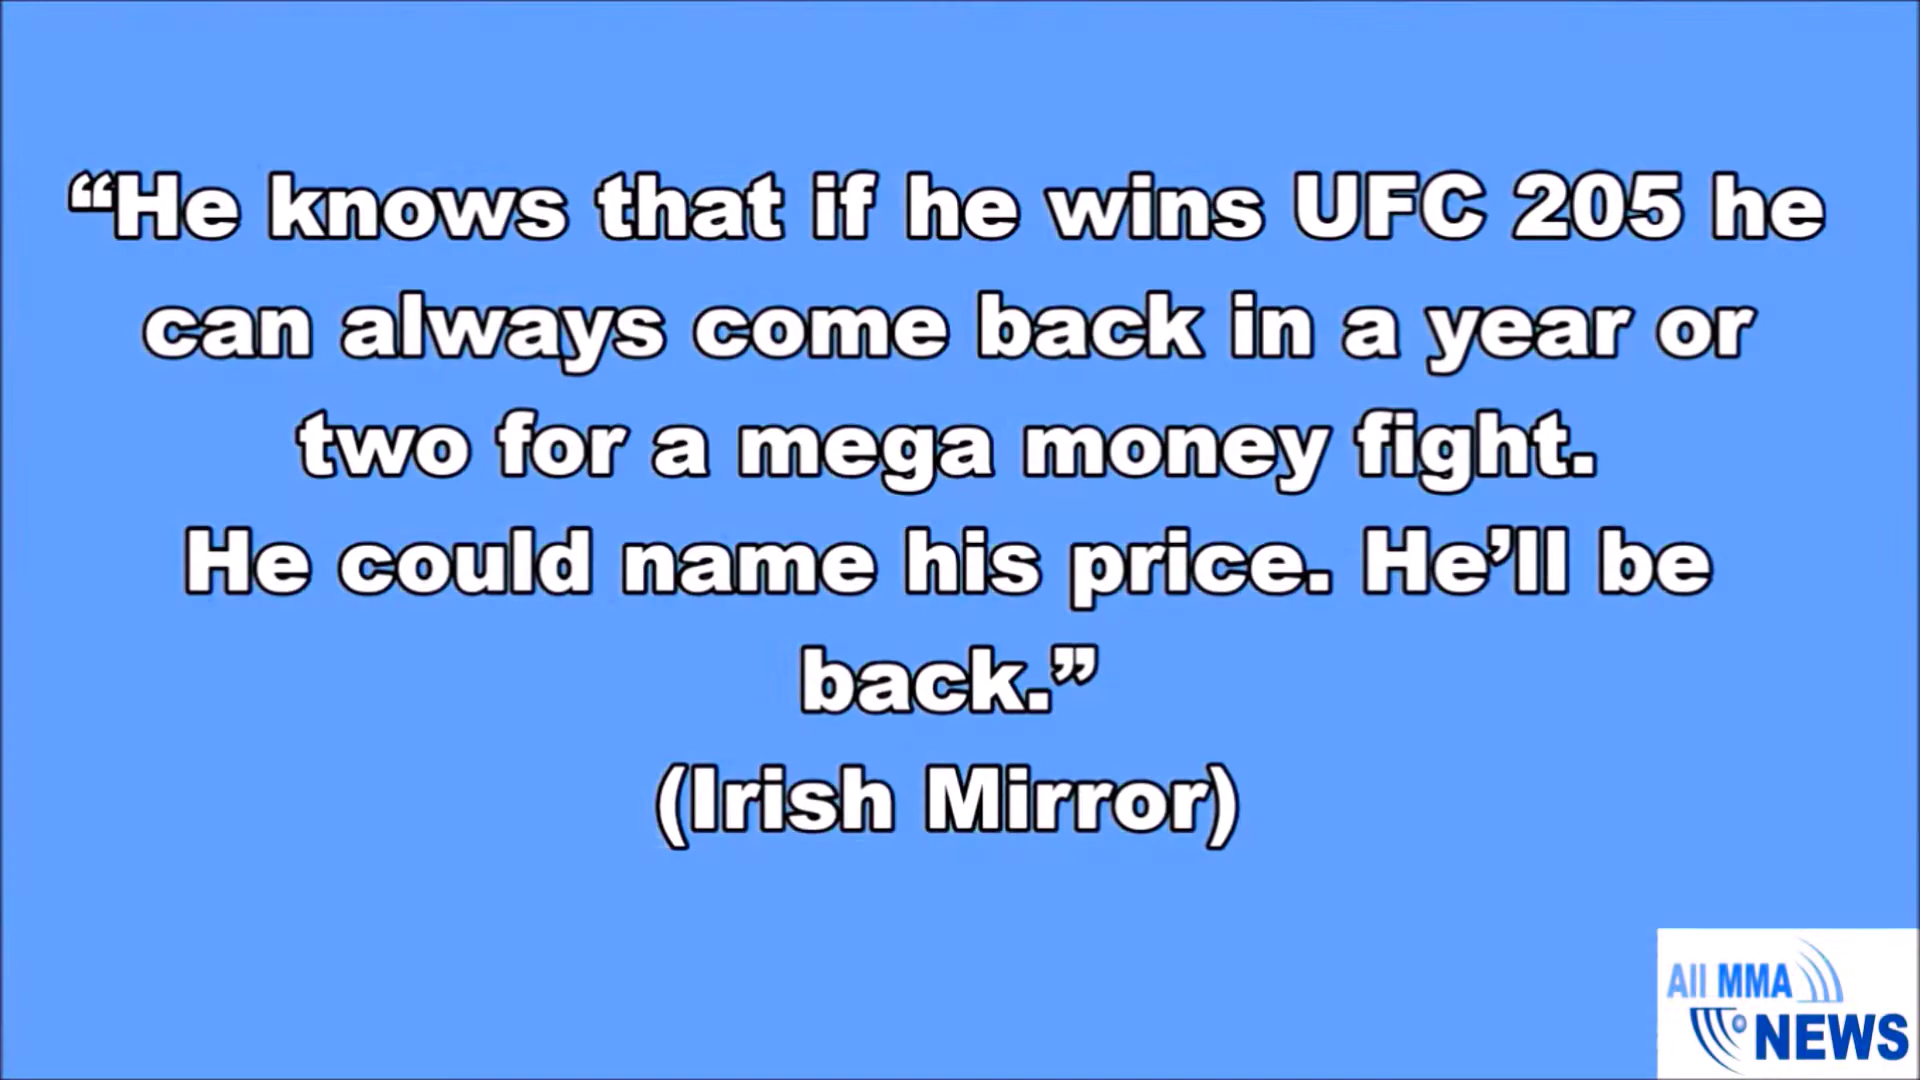 “He knows that if he wins UFC 205 he
can always come back in a year or
two for a mega money fight.
He could name his price. He’ll be
back.”
(Irish Mirror)
All MMA
NEWS